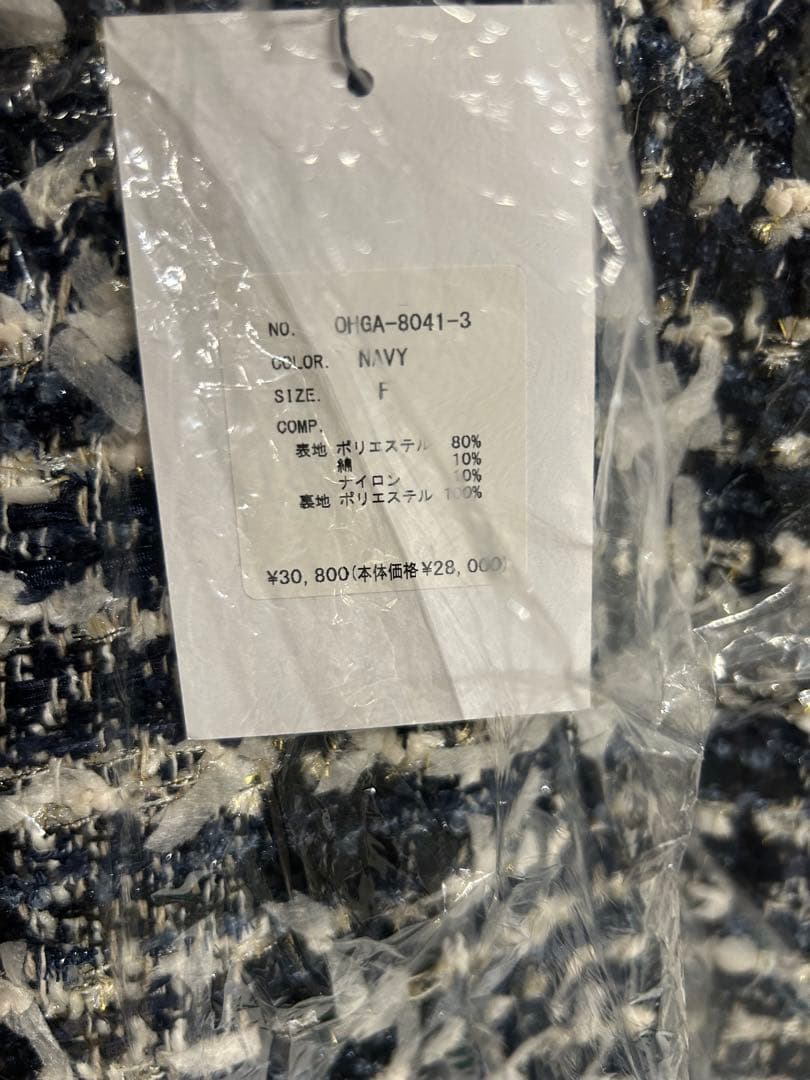 NO. OHGA-8041-3
COLOR. NAVY
SIZE. F
COMP.
表地 ポリエステル 80%
綿 10%
ナイロン 10%
裏地 ポリエステル 100%
¥30,800(本体価格¥28,000)